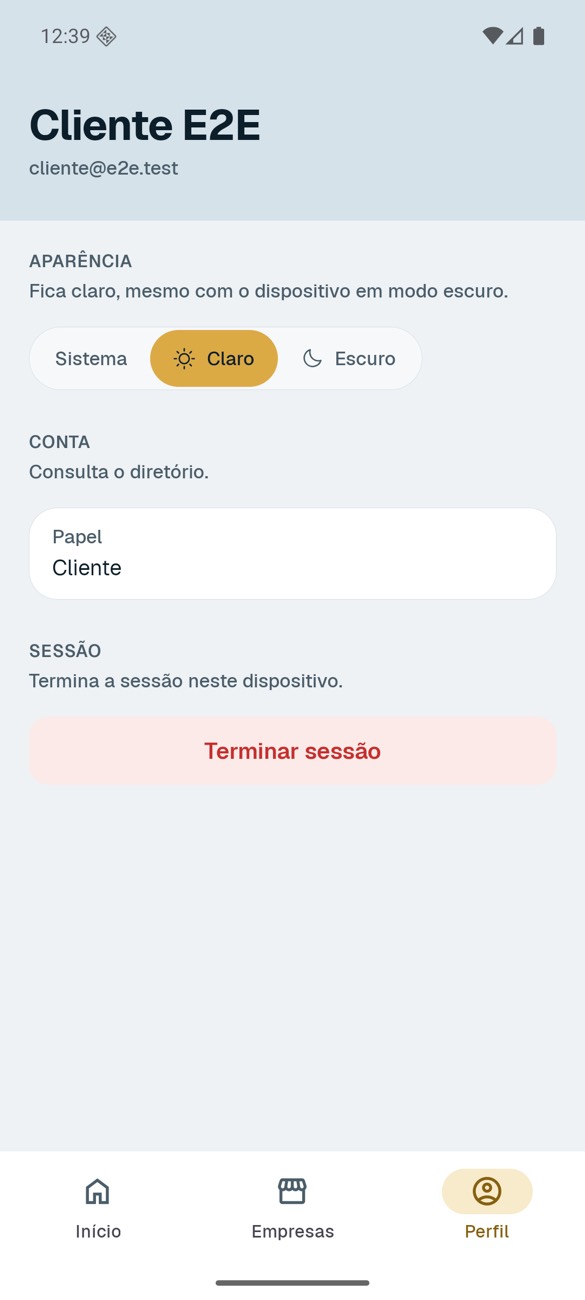 12:39
Cliente E2E
cliente@e2e.test
APARÊNCIA
Fica claro, mesmo com o dispositivo em modo escuro.
Sistema
Claro
Escuro
CONTA
Consulta o diretório.
Papel
Cliente
SESSÃO
Termina a sessão neste dispositivo.
Terminar sessão
Início
Empresas
Perfil